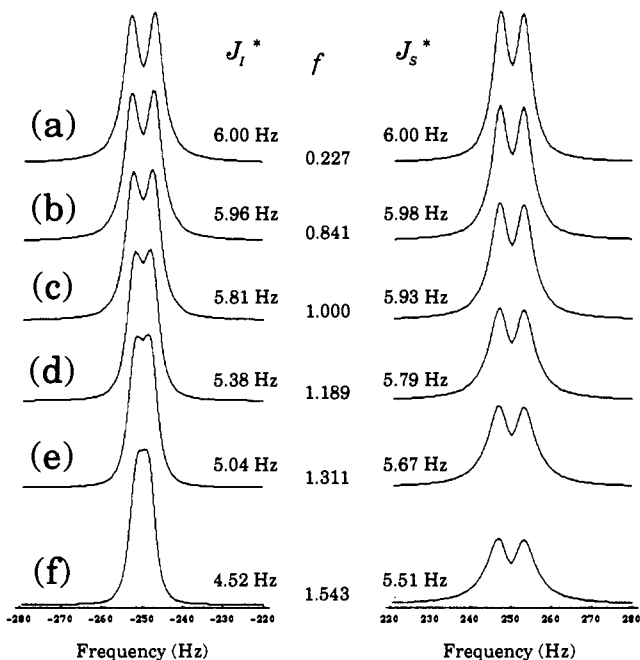 J_I * f J_S *
(a) 6.00 Hz 0.227 6.00 Hz
(b) 5.96 Hz 0.841 5.98 Hz
(c) 5.81 Hz 1.000 5.93 Hz
(d) 5.38 Hz 1.189 5.79 Hz
(e) 5.04 Hz 1.311 5.67 Hz
(f) 4.52 Hz 1.543 5.51 Hz
-280 -270 -260 -250 -240 -230 -220 220 230 240 250 260 270 280
Frequency (Hz) Frequency (Hz)